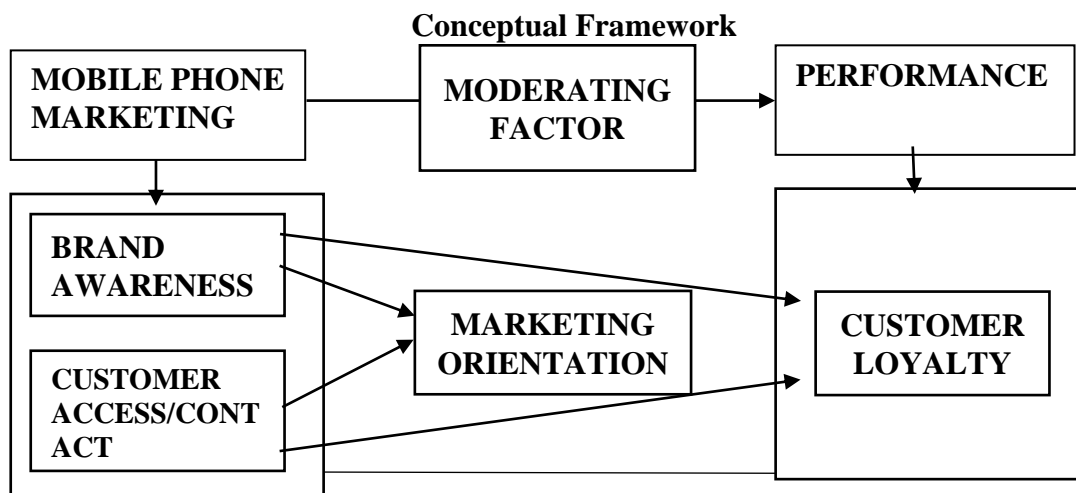 Conceptual Framework
MOBILE PHONE
MARKETING
MODERATING
FACTOR
PERFORMANCE
BRAND
AWARENESS
CUSTOMER
ACCESS/CONT
ACT
MARKETING
ORIENTATION
CUSTOMER
LOYALTY